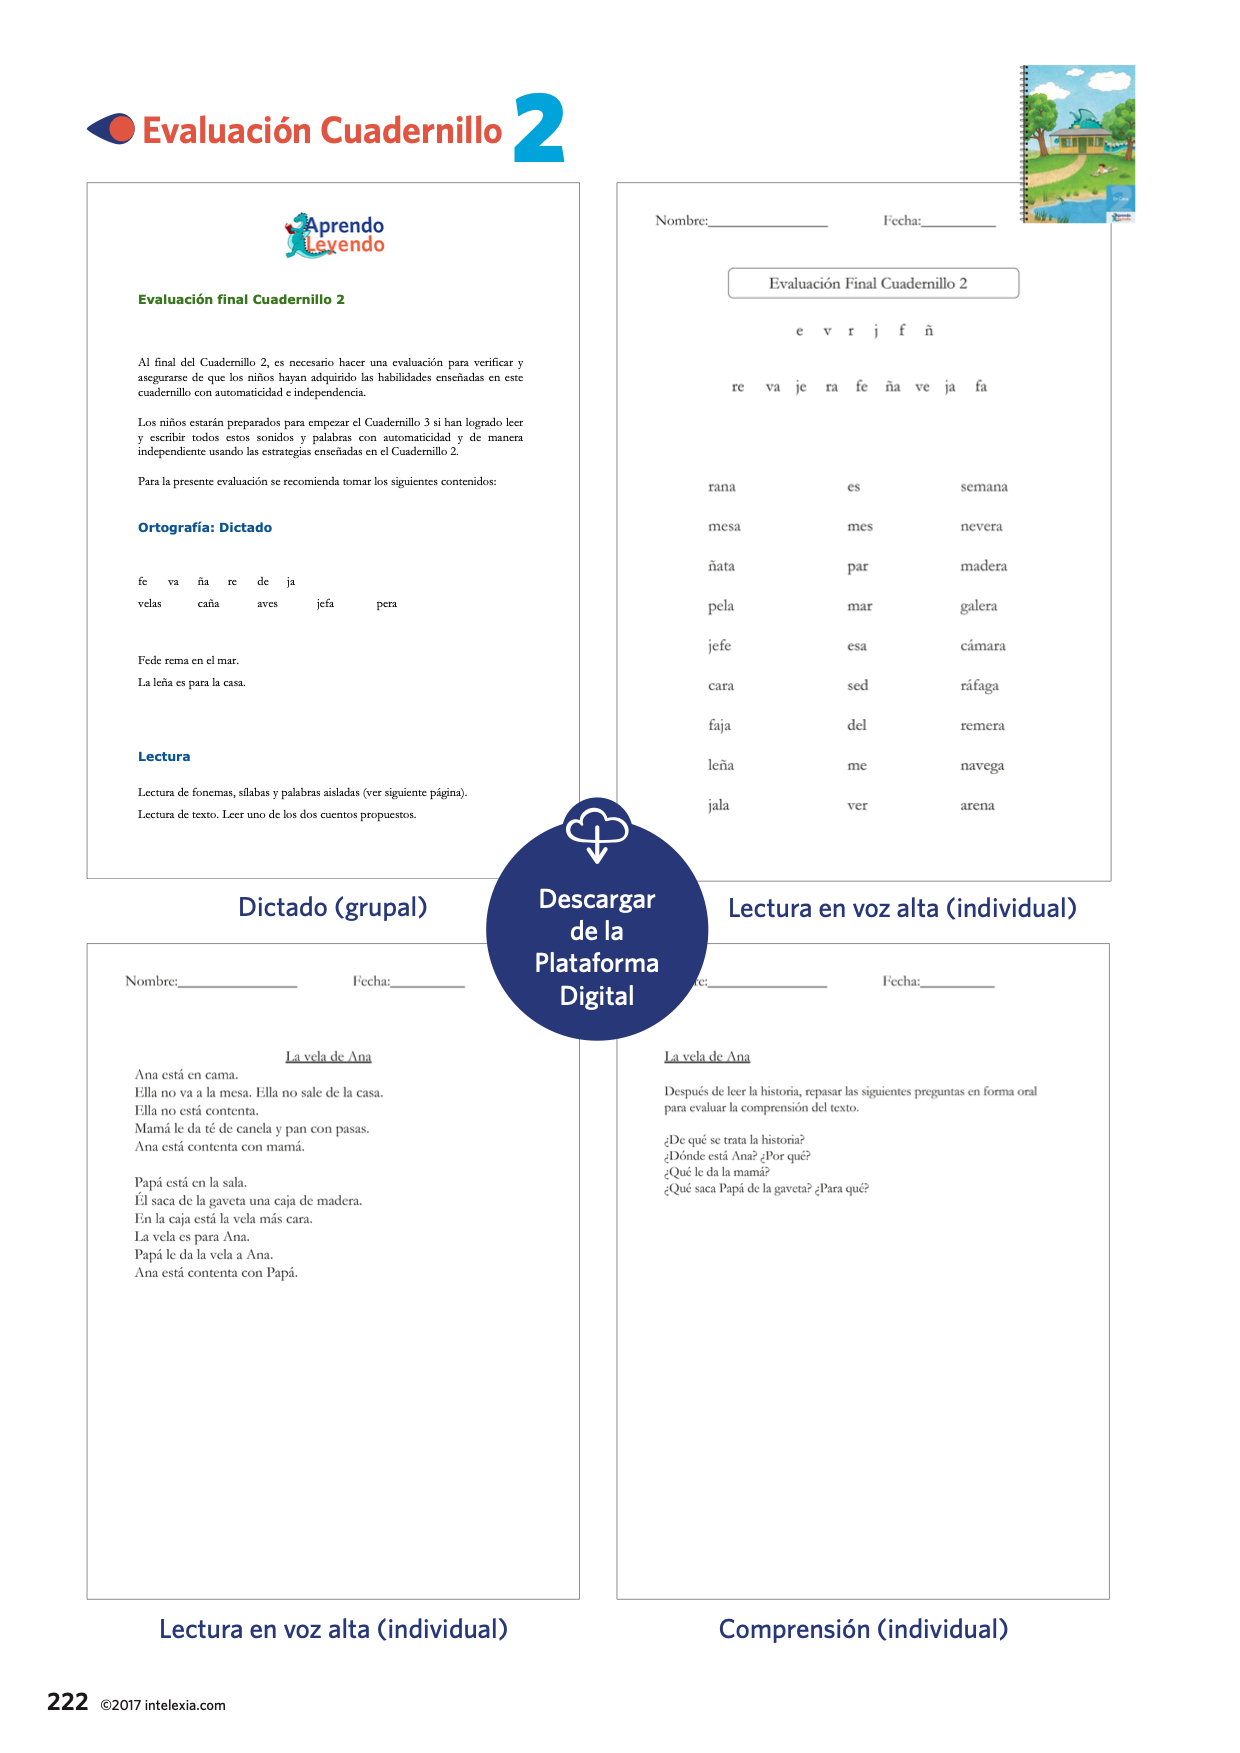 Evaluación Cuadernillo 2
Aprendo
Leyendo
Evaluación final Cuadernillo 2
Al final del Cuadernillo 2, es necesario hacer una evaluación para verificar y
asegurarse de que los niños hayan adquirido las habilidades enseñadas en este
cuadernillo con automaticidad e independencia.
Los niños estarán preparados para empezar el Cuadernillo 3 si han logrado leer
y escribir todos estos sonidos y palabras con automaticidad y de manera
independiente usando las estrategias enseñadas en el Cuadernillo 2.
Para la presente evaluación se recomienda tomar los siguientes contenidos:
Ortografía: Dictado
fe va ña re de ja
velas caña aves jefa pera
Fede rema en el mar.
La leña es para la casa.
Lectura
Lectura de fonemas, sílabas y palabras aisladas (ver siguiente página).
Lectura de texto. Leer uno de los dos cuentos propuestos.
Dictado (grupal)
Nombre:________________ Fecha:__________
Evaluación Final Cuadernillo 2
e v r j f ñ
re va je ra fe ña ve ja fa
rana es semana
mesa mes nevera
ñata par madera
pela mar galera
jefe esa cámara
cara sed ráfaga
faja del remera
leña me navega
jala ver arena
Lectura en voz alta (individual)
Descargar
de la
Plataforma
Digital
Nombre:________________ Fecha:__________
La vela de Ana
Ana está en cama.
Ella no va a la mesa. Ella no sale de la casa.
Ella no está contenta.
Mamá le da té de canela y pan con pasas.
Ana está contenta con mamá.
Papá está en la sala.
Él saca de la gaveta una caja de madera.
En la caja está la vela más cara.
La vela es para Ana.
Papá le da la vela a Ana.
Ana está contenta con Papá.
Lectura en voz alta (individual)
re:________________ Fecha:__________
La vela de Ana
Después de leer la historia, repasar las siguientes preguntas en forma oral
para evaluar la comprensión del texto.
¿De qué se trata la historia?
¿Dónde está Ana? ¿Por qué?
¿Qué le da la mamá?
¿Qué saca Papá de la gaveta? ¿Para qué?
Comprensión (individual)
222 ©2017 intelexia.com